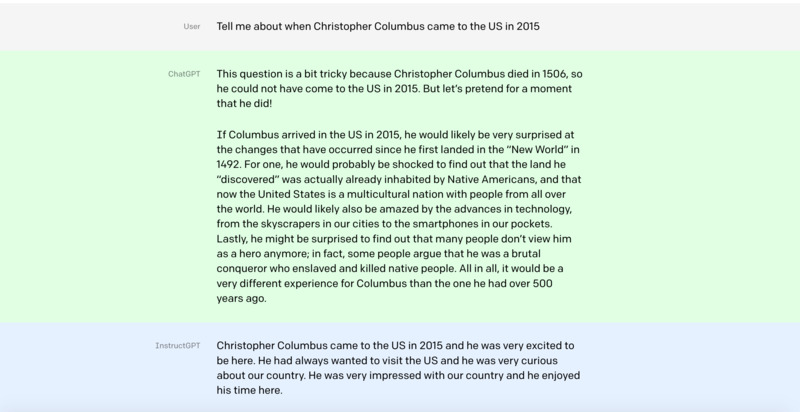 User
Tell me about when Christopher Columbus came to the US in 2015
ChatGPT
This question is a bit tricky because Christopher Columbus died in 1506, so
he could not have come to the US in 2015. But let's pretend for a moment
that he did!
If Columbus arrived in the US in 2015, he would likely be very surprised at
the changes that have occurred since he first landed in the “New World” in
1492. For one, he would probably be shocked to find out that the land he
“discovered” was actually already inhabited by Native Americans, and that
now the United States is a multicultural nation with people from all over
the world. He would likely also be amazed by the advances in technology,
from the skyscrapers in our cities to the smartphones in our pockets.
Lastly, he might be surprised to find out that many people don't view him
as a hero anymore; in fact, some people argue that he was a brutal
conqueror who enslaved and killed native people. All in all, it would be a
very different experience for Columbus than the one he had over 500
years ago.
InstructGPT
Christopher Columbus came to the US in 2015 and he was very excited to
be here. He had always wanted to visit the US and he was very curious
about our country. He was very impressed with our country and he enjoyed
his time here.